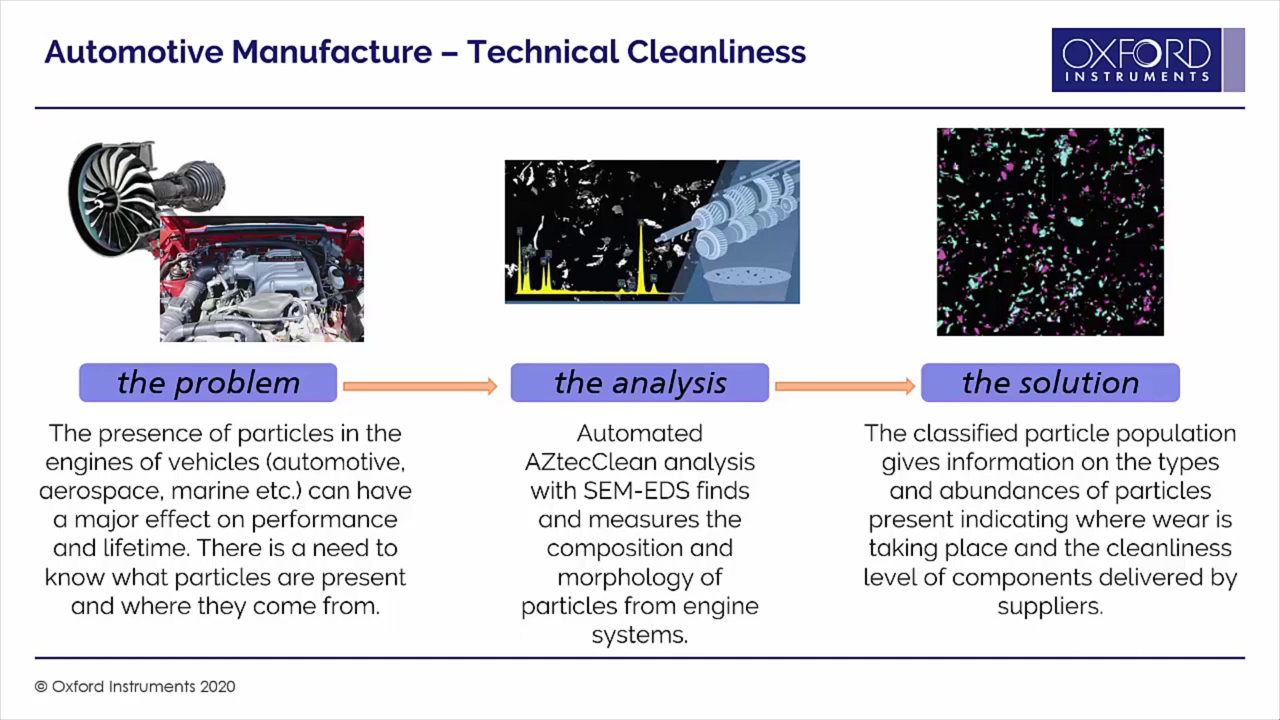 Automotive Manufacture – Technical Cleanliness
OXFORD
INSTRUMENTS
the problem
the analysis
the solution
The presence of particles in the
engines of vehicles (automotive,
aerospace, marine etc.) can have
a major effect on performance
and lifetime. There is a need to
know what particles are present
and where they come from.
Automated
AZtecClean analysis
with SEM-EDS finds
and measures the
composition and
morphology of
particles from engine
systems.
The classified particle population
gives information on the types
and abundances of particles
present indicating where wear is
taking place and the cleanliness
level of components delivered by
suppliers.
© Oxford Instruments 2020